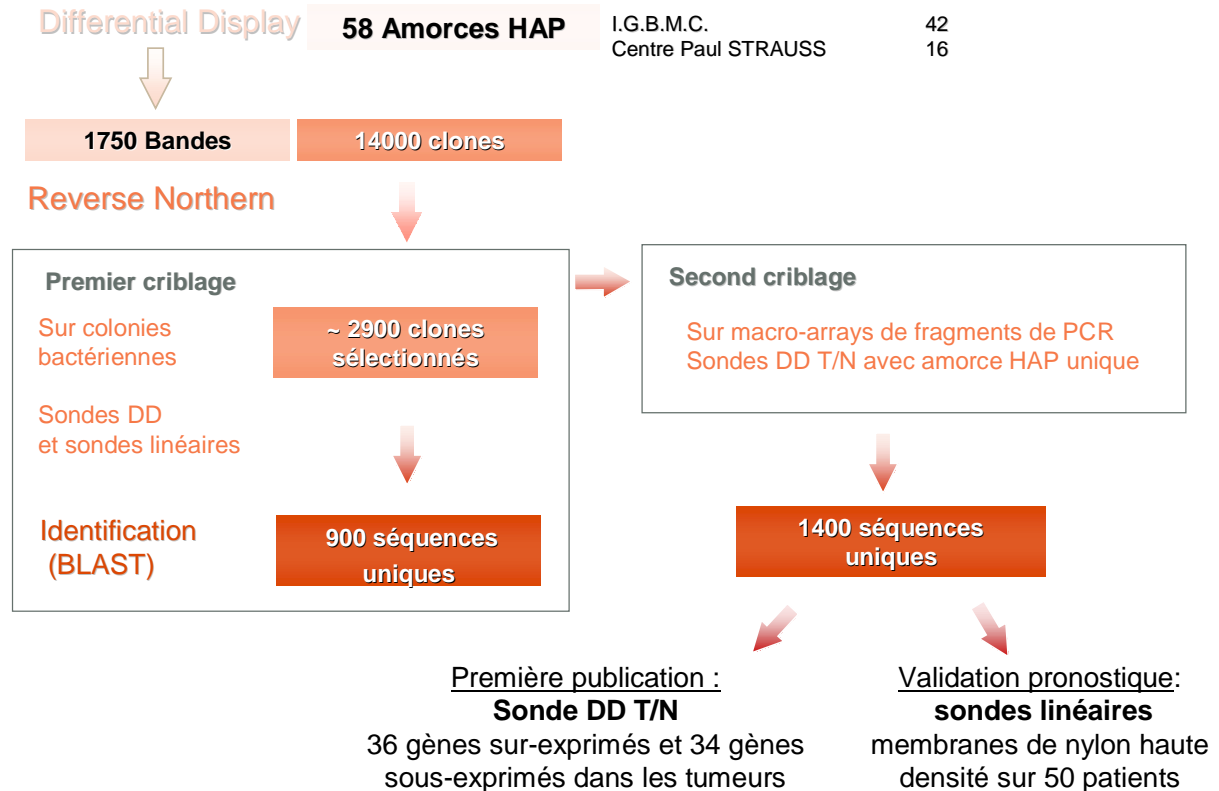 Differential Display
58 Amorces HAP
I.G.B.M.C. 42
Centre Paul STRAUSS 16
1750 Bandes
14000 clones
Reverse Northern
Premier criblage
Sur colonies
bactériennes
~ 2900 clones
sélectionnés
Sondes DD
et sondes linéaires
Identification
(BLAST)
900 séquences
uniques
Second criblage
Sur macro-arrays de fragments de PCR
Sondes DD T/N avec amorce HAP unique
1400 séquences
uniques
Première publication :
Sonde DD T/N
36 gènes sur-exprimés et 34 gènes
sous-exprimés dans les tumeurs
Validation pronostique:
sondes linéaires
membranes de nylon haute
densité sur 50 patients